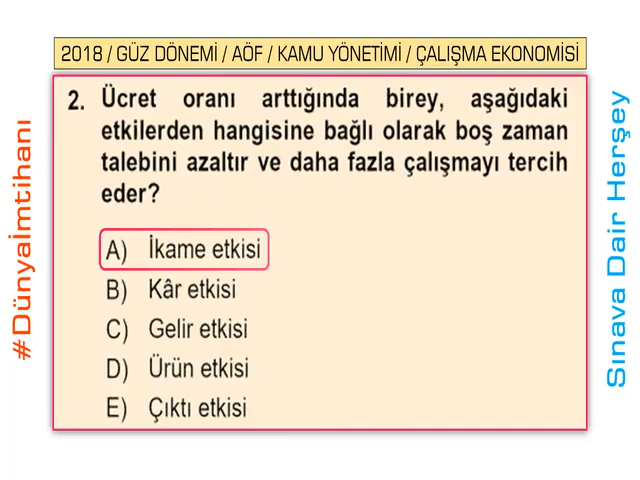 2018 / GÜZ DÖNEMİ / AÖF / KAMU YÖNETİMİ / ÇALIŞMA EKONOMİSİ
2. Ücret oranı arttığında birey, aşağıdaki
etkilerden hangisine bağlı olarak boş zaman
talebini azaltır ve daha fazla çalışmayı tercih
eder?
A) İkame etkisi
B) Kâr etkisi
C) Gelir etkisi
D) Ürün etkisi
E) Çıktı etkisi
#Dünyaİmtihanı
Sınava Dair Herşey